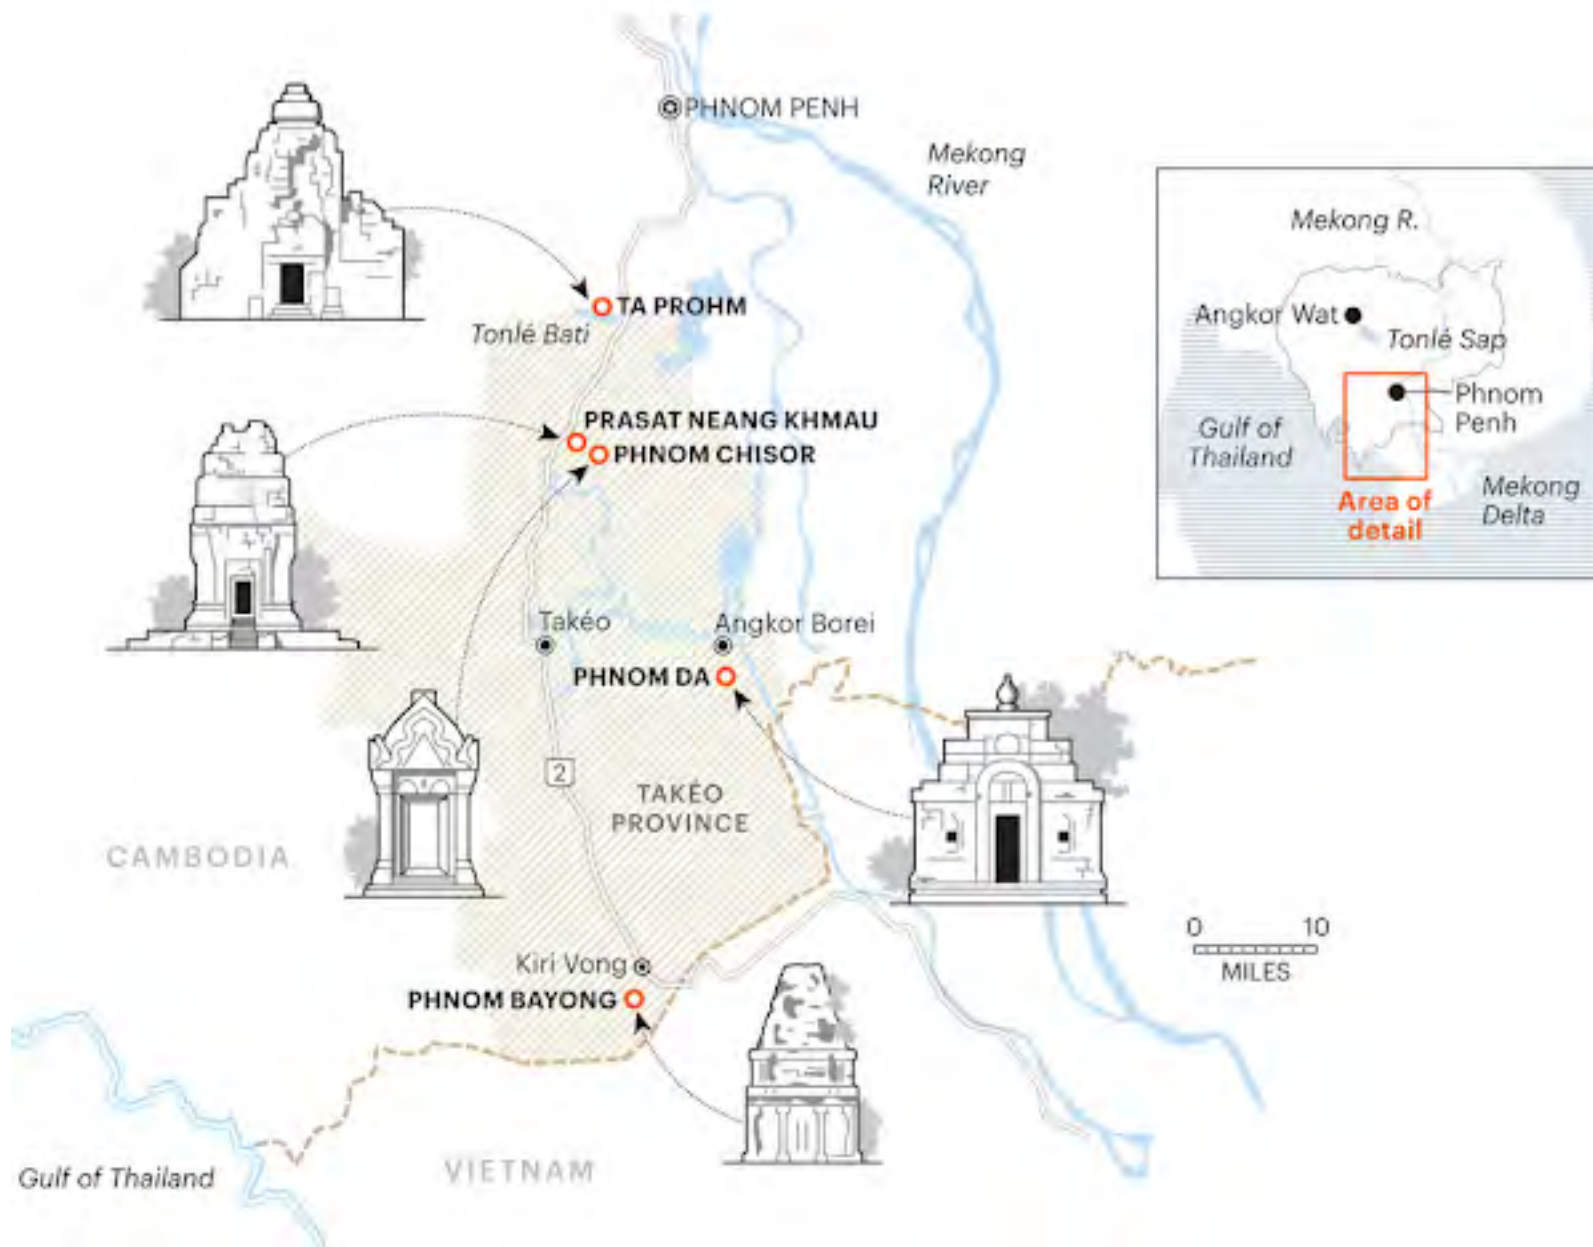 PHNOM PENH
Mekong
River
TA PROHM
Tonlé Bati
PRASAT NEANG KHMAU
PHNOM CHISOR
Takéo
Angkor Borei
PHNOM DA
2
TAKÉO
PROVINCE
CAMBODIA
Kiri Vong
PHNOM BAYONG
VIETNAM
Gulf of Thailand
0 10
MILES
Mekong R.
Angkor Wat
Tonlé Sap
Phnom
Penh
Gulf of
Thailand
Mekong
Delta
Area of
detail